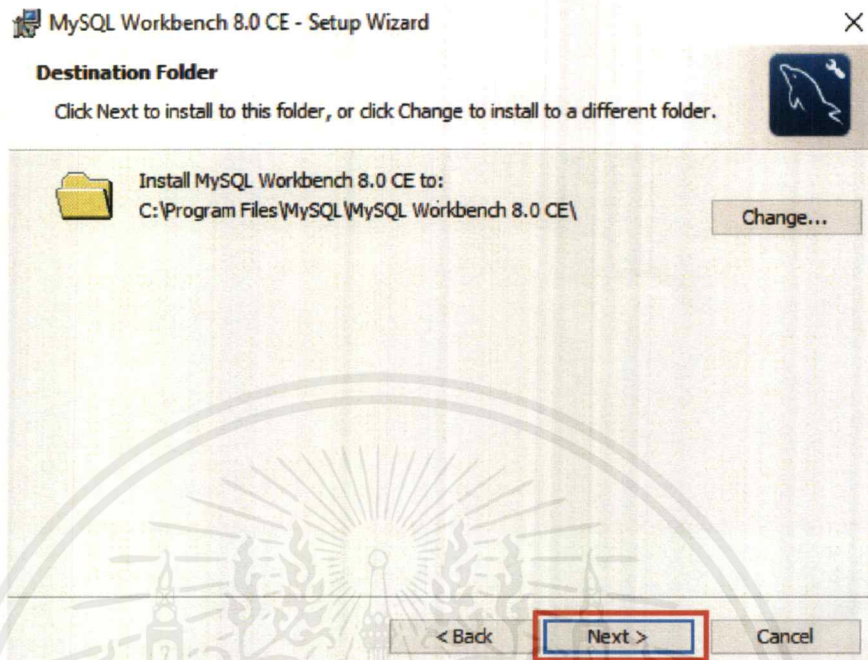 MySQL Workbench 8.0 CE - Setup Wizard
Destination Folder
Click Next to install to this folder, or click Change to install to a different folder.
Install MySQL Workbench 8.0 CE to:
C:\Program Files\MySQL\MySQL Workbench 8.0 CE\
Change...
< Back
Next >
Cancel